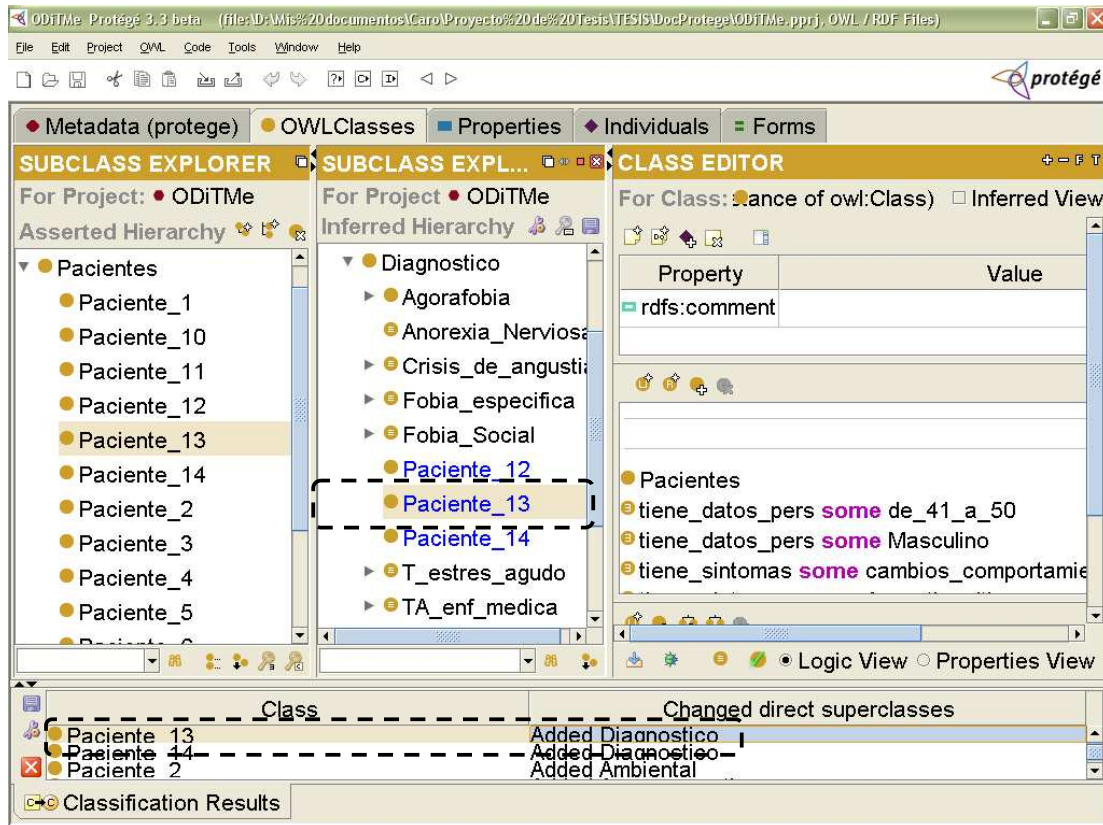 ODiTMe Protégé 3.3 beta (file:\D:\Mis%20documentos\Caro\Proyecto%20de%20Tesis\TESIS\DocProtege\ODiTMe.pprj, OWL / RDF Files)
File Edit Project OWL Code Tools Window Help
protégé
Metadata (protege) OWLClasses Properties Individuals Forms
SUBCLASS EXPLORER
For Project: ODiTMe
Asserted Hierarchy
Pacientes
Paciente_1
Paciente_10
Paciente_11
Paciente_12
Paciente_13
Paciente_14
Paciente_2
Paciente_3
Paciente_4
Paciente_5
SUBCLASS EXPL...
For Project ODiTMe
Inferred Hierarchy
Diagnostico
Agorafobia
Anorexia_Nerviosa
Crisis_de_angustia
Fobia_especifica
Fobia_Social
Paciente_12
Paciente_13
Paciente_14
T_estres_agudo
TA_enf_medica
CLASS EDITOR
For Class: ance of owl:Class) Inferred View
Property Value
rdfs:comment
Pacientes
tiene_datos_pers some de_41_a_50
tiene_datos_pers some Masculino
tiene_sintomas some cambios_comportamie
Logic View Properties View
Class Changed direct superclasses
Paciente_13 Added Diagnostico
Paciente_14 Added Diagnostico
Paciente_2 Added Ambiental
Classification Results